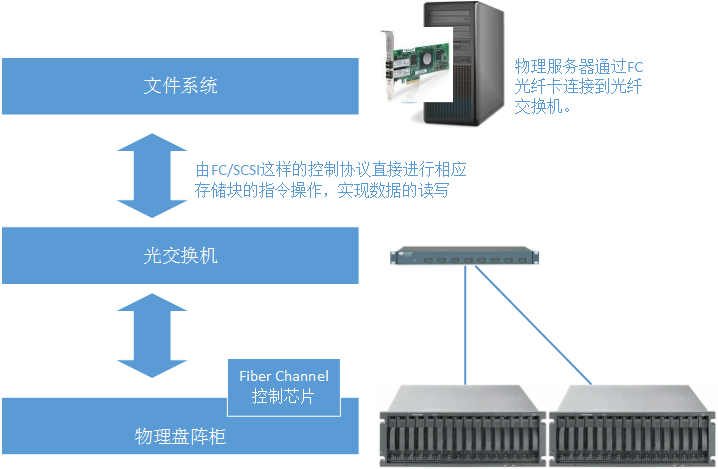 文件系统
物理服务器通过FC
光纤卡连接到光纤
交换机。
由FC/SCSI这样的控制协议直接进行相应
存储块的指令操作，实现数据的读写
光交换机
Fiber Channel
控制芯片
物理盘阵柜